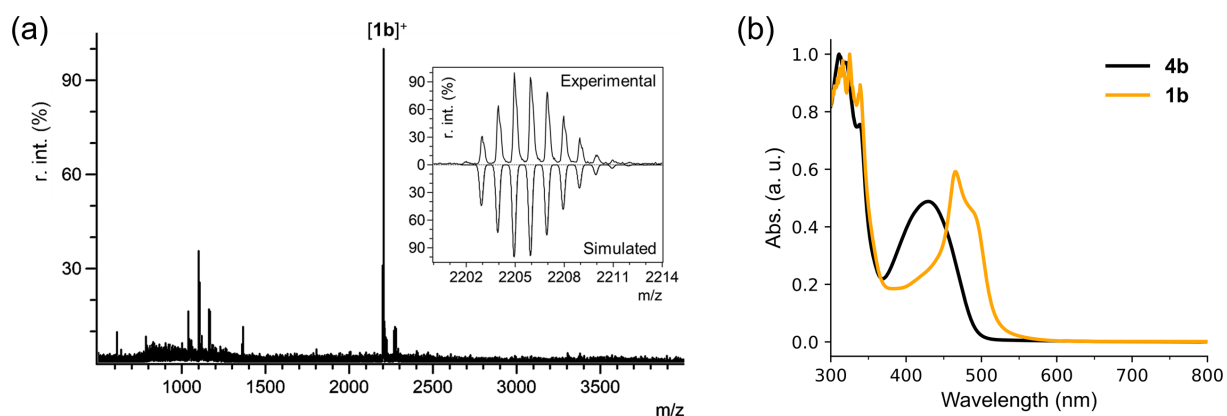 (a)
[1b]⁺
r. int. (%)
90
60
30
1000
1500
2000
2500
3000
3500
m/z
Experimental
Simulated
r. int. (%)
90
60
30
0
30
60
90
2203
2205
2208
2211
2214
m/z
(b)
4b
1b
Abs. (a. u.)
1.0
0.8
0.6
0.4
0.2
0.0
300
400
500
600
700
800
Wavelength (nm)